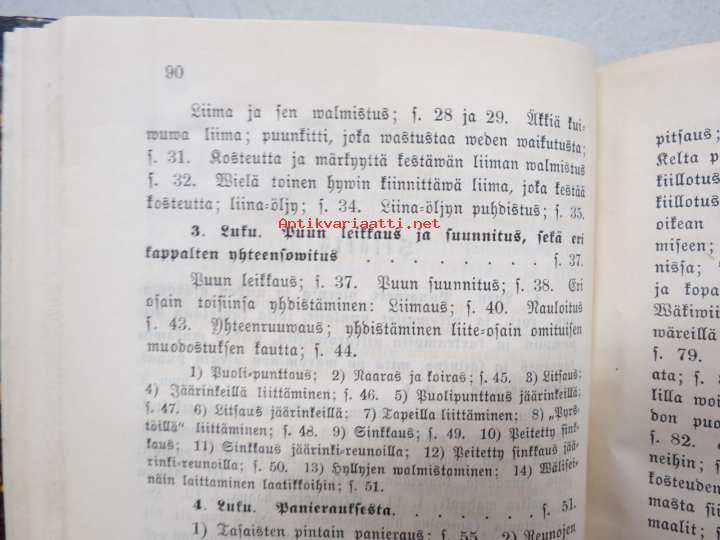 90
Liima ja sen walmistus; s. 28 ja 29. Äkkiä kui=
wuwa liima; puunkitti, joka wastustaa weden waikutusta;
s. 31. Kosteutta ja märkyyttä kestäwän liiman walmistus
s. 32. Wielä toinen hywin kiinnittäwä liima, joka kestää
kosteutta; liina=öljy; s. 34. Liina=öljyn puhdistus; s. 35.
Antikvariaatti.net
3. Luku. Puun leikkaus ja suunnitus, sekä eri
kappalten yhteensowitus . . . . . . . . s. 37.
Puun leikkaus; s. 37. Puun suunnitus; s. 38. Eri
osain toisiinsa yhdistäminen: Liimaus; s. 40. Nauloitus
s. 43. Yhteenruuwaus; yhdistäminen liite=osain omituisen
muodostuksen kautta; s. 44.
1) Puoli=punttous; 2) Naaras ja koiras; s. 45. 3) Litsaus;
4) Jäärinkeillä liittäminen; s. 46. 5) Puolipunttaus jäärinkeillä;
s. 47. 6) Litsaus jäärinkeillä; 7) Tapeilla liittäminen; 8) „Pyrs=
töillä“ liittäminen; s. 48. 9) Sinkkaus; s. 49. 10) Peitetty sink=
kaus; 11) Sinkkaus jäärinki=reunoilla; 12) Peitetty sinkkaus jää=
rinki=reunoilla; s. 50. 13) Hyllyjen walmistaminen; 14) Wälisei=
näin laittaminen laatikkoihin; s. 51.
4. Luku. Panierauksesta. . . . . . . s. 51.
1) Tasaisten pintain panieraus; s. 55. 2) Reunojen
pitsaus;
Kelta p
kiillotus
kiillotus
oikean
miseen;
nissa;
ja kopa
Wäkiwii
wäreillä
s. 79.
ata; s.
lilla woi
don puo
s. 82.
neihin;
kosteuden
masta sii
maalit; s